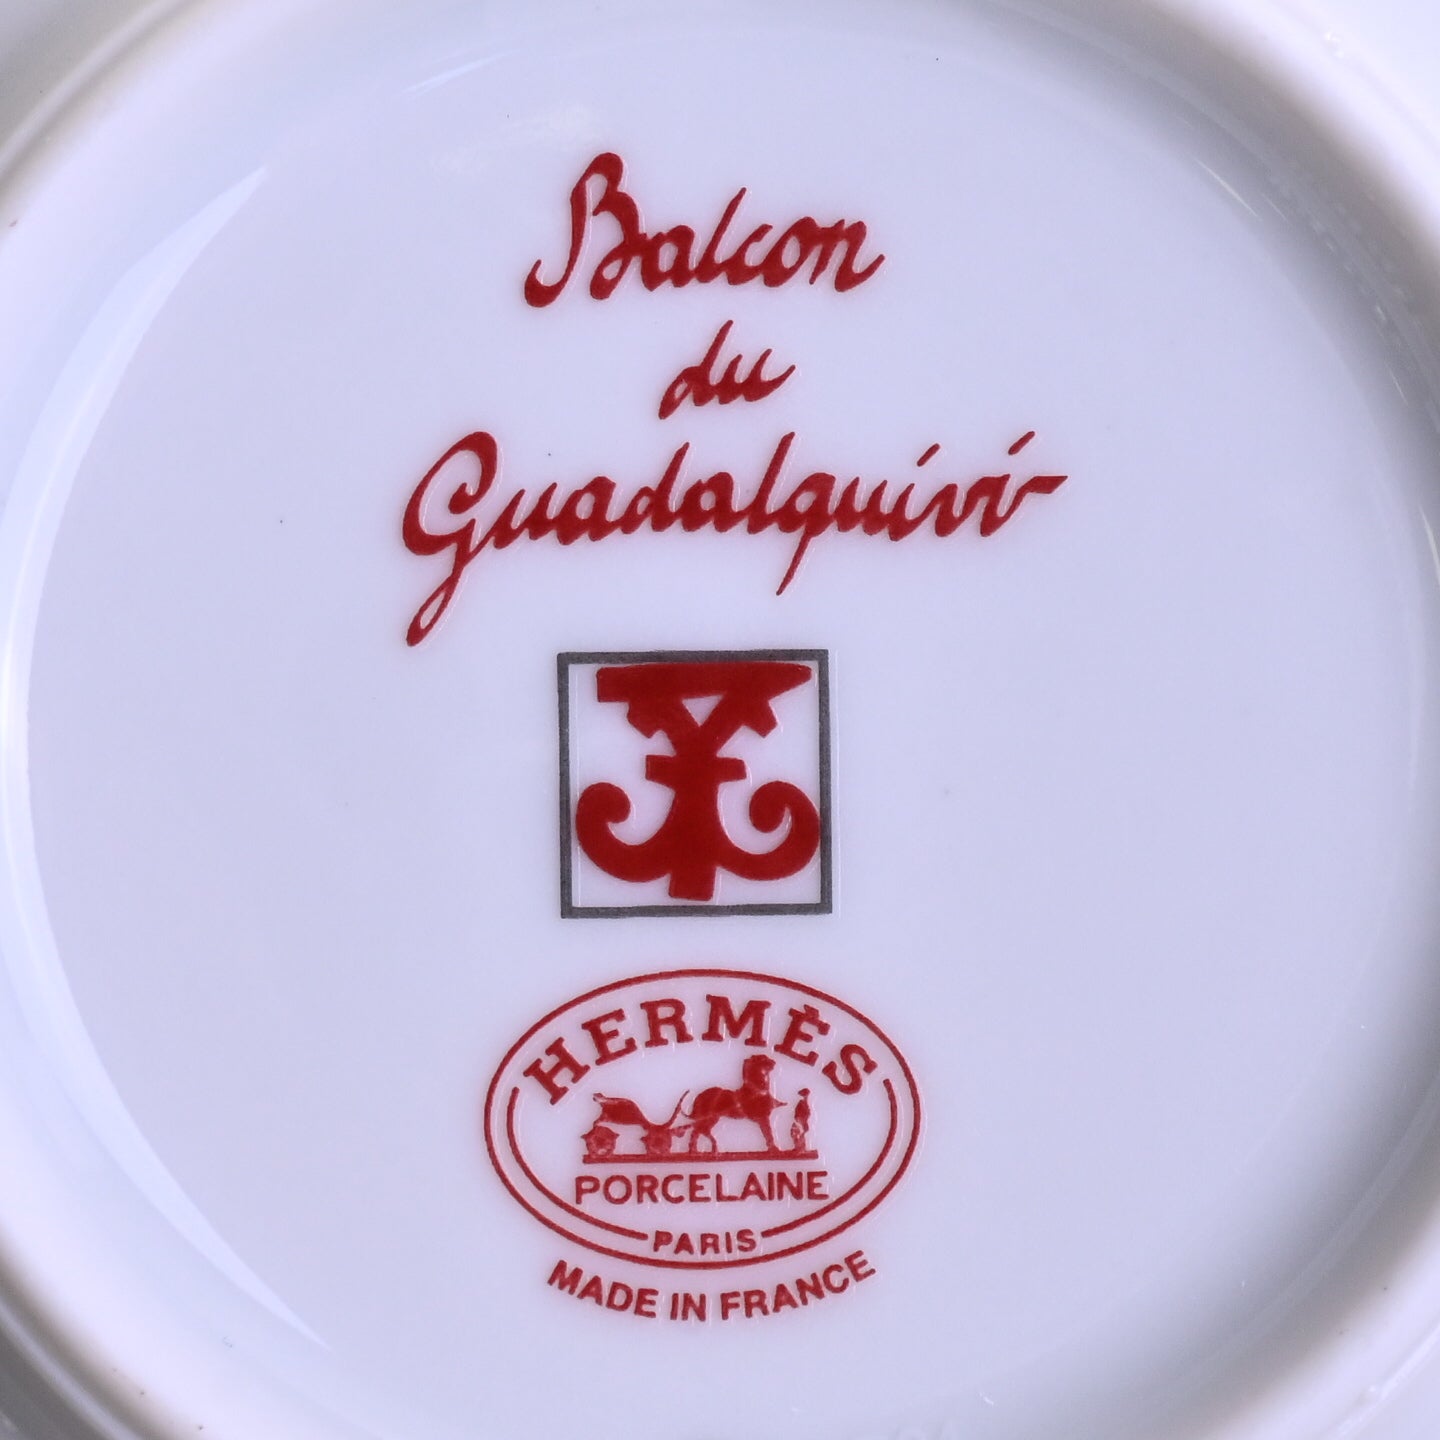 Balcon
du
Guadalquivir
HERMÈS
PORCELAINE
PARIS
MADE IN FRANCE